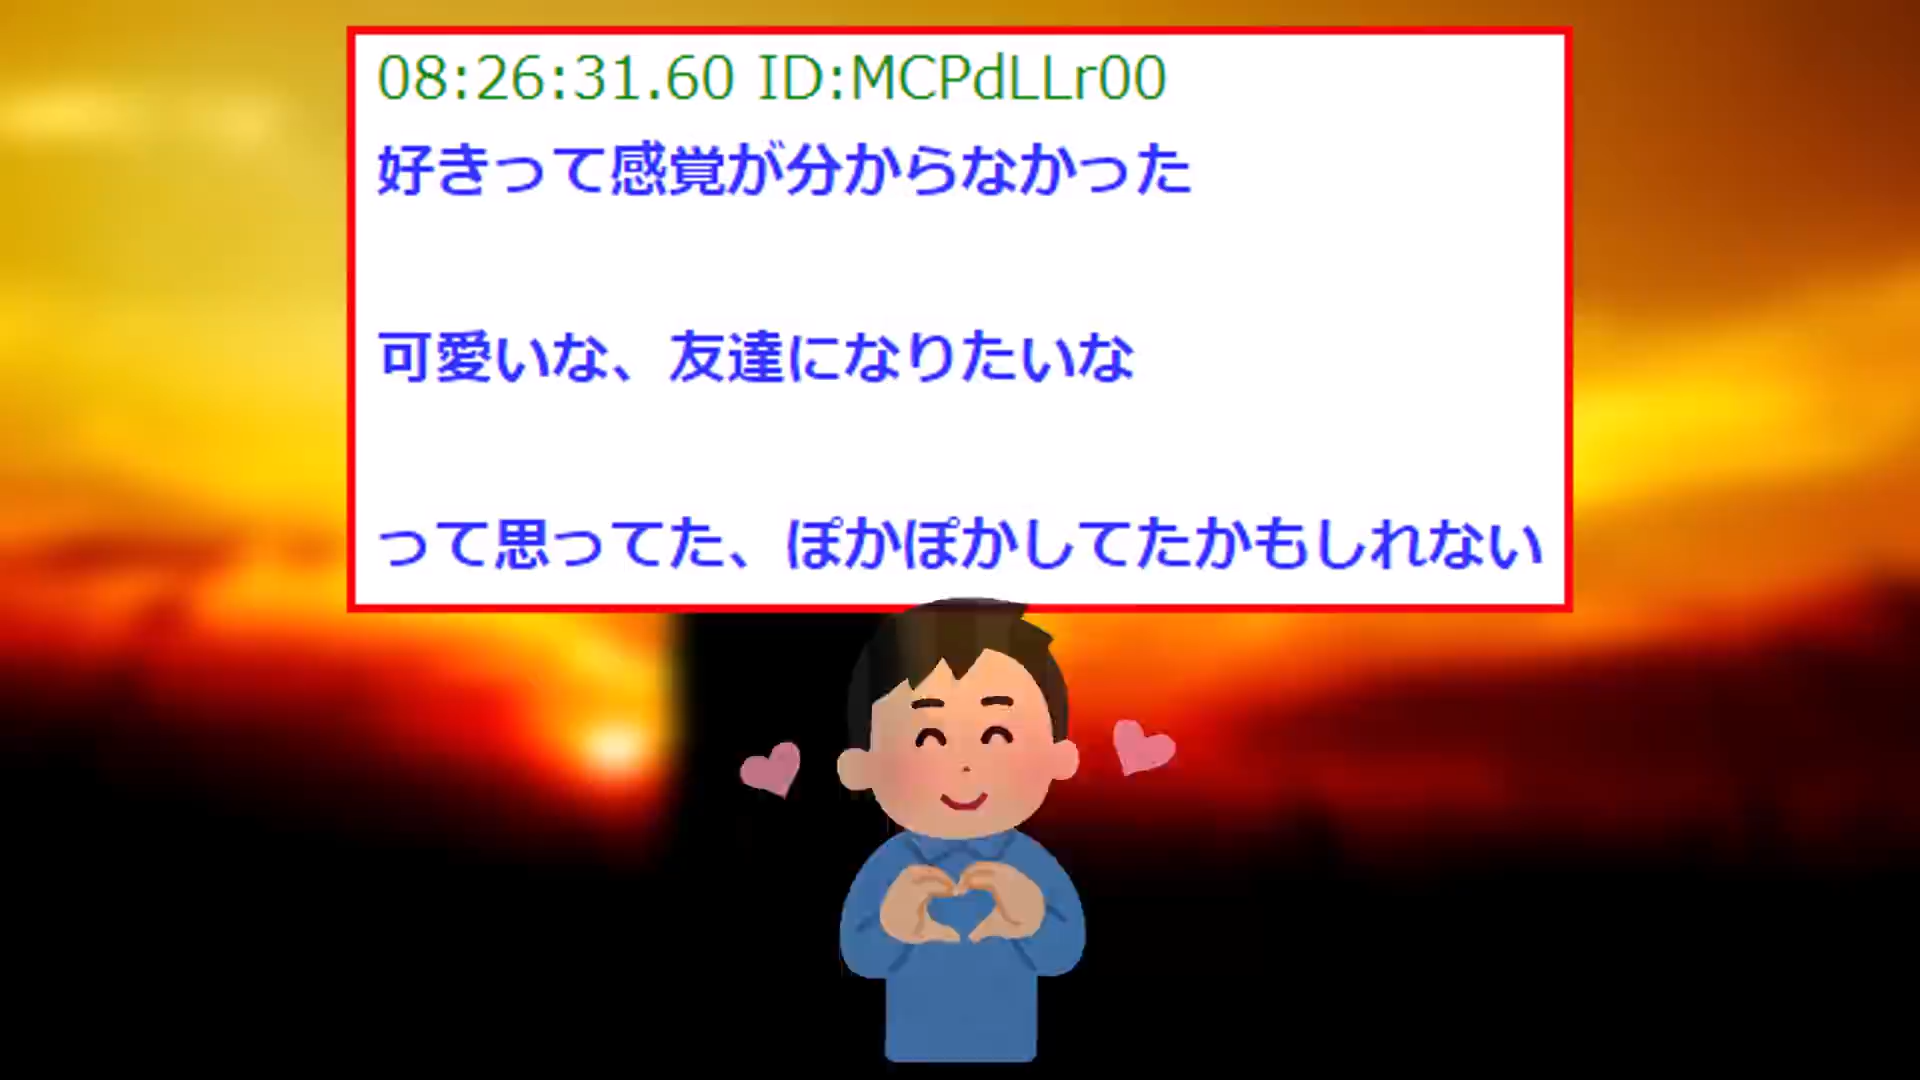 08:26:31.60 ID:MCPdLLr00
好きって感覚が分からなかった
可愛いな、友達になりたいな
って思ってた、ぽかぽかしてたかもしれない